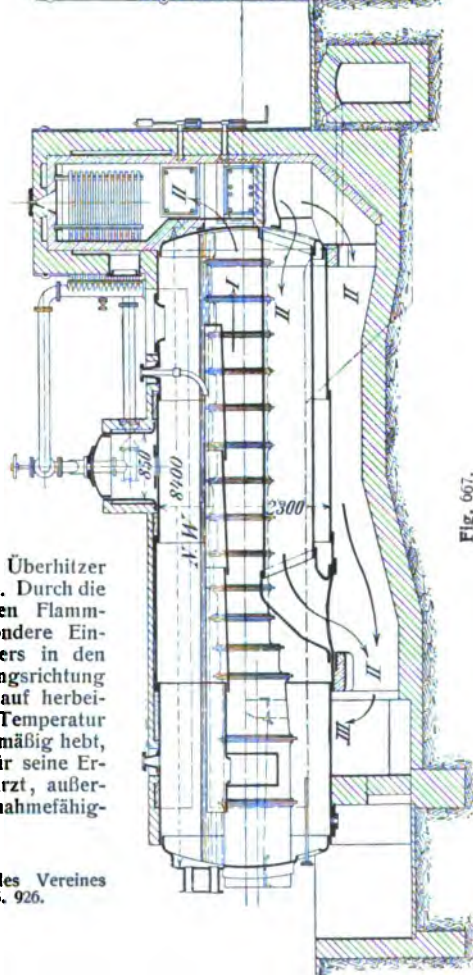 II
I
II
II
850
8400
N.W.
2300
II
III
Überhitzer
. Durch die
en Flamm-
ondere Ein-
ers in den
ngsrichtung
auf herbei-
Temperatur
mäßig hebt,
ür seine Er-
rzt, außer-
nahmefähig-
des Vereines
S. 926.
Fig. 667.